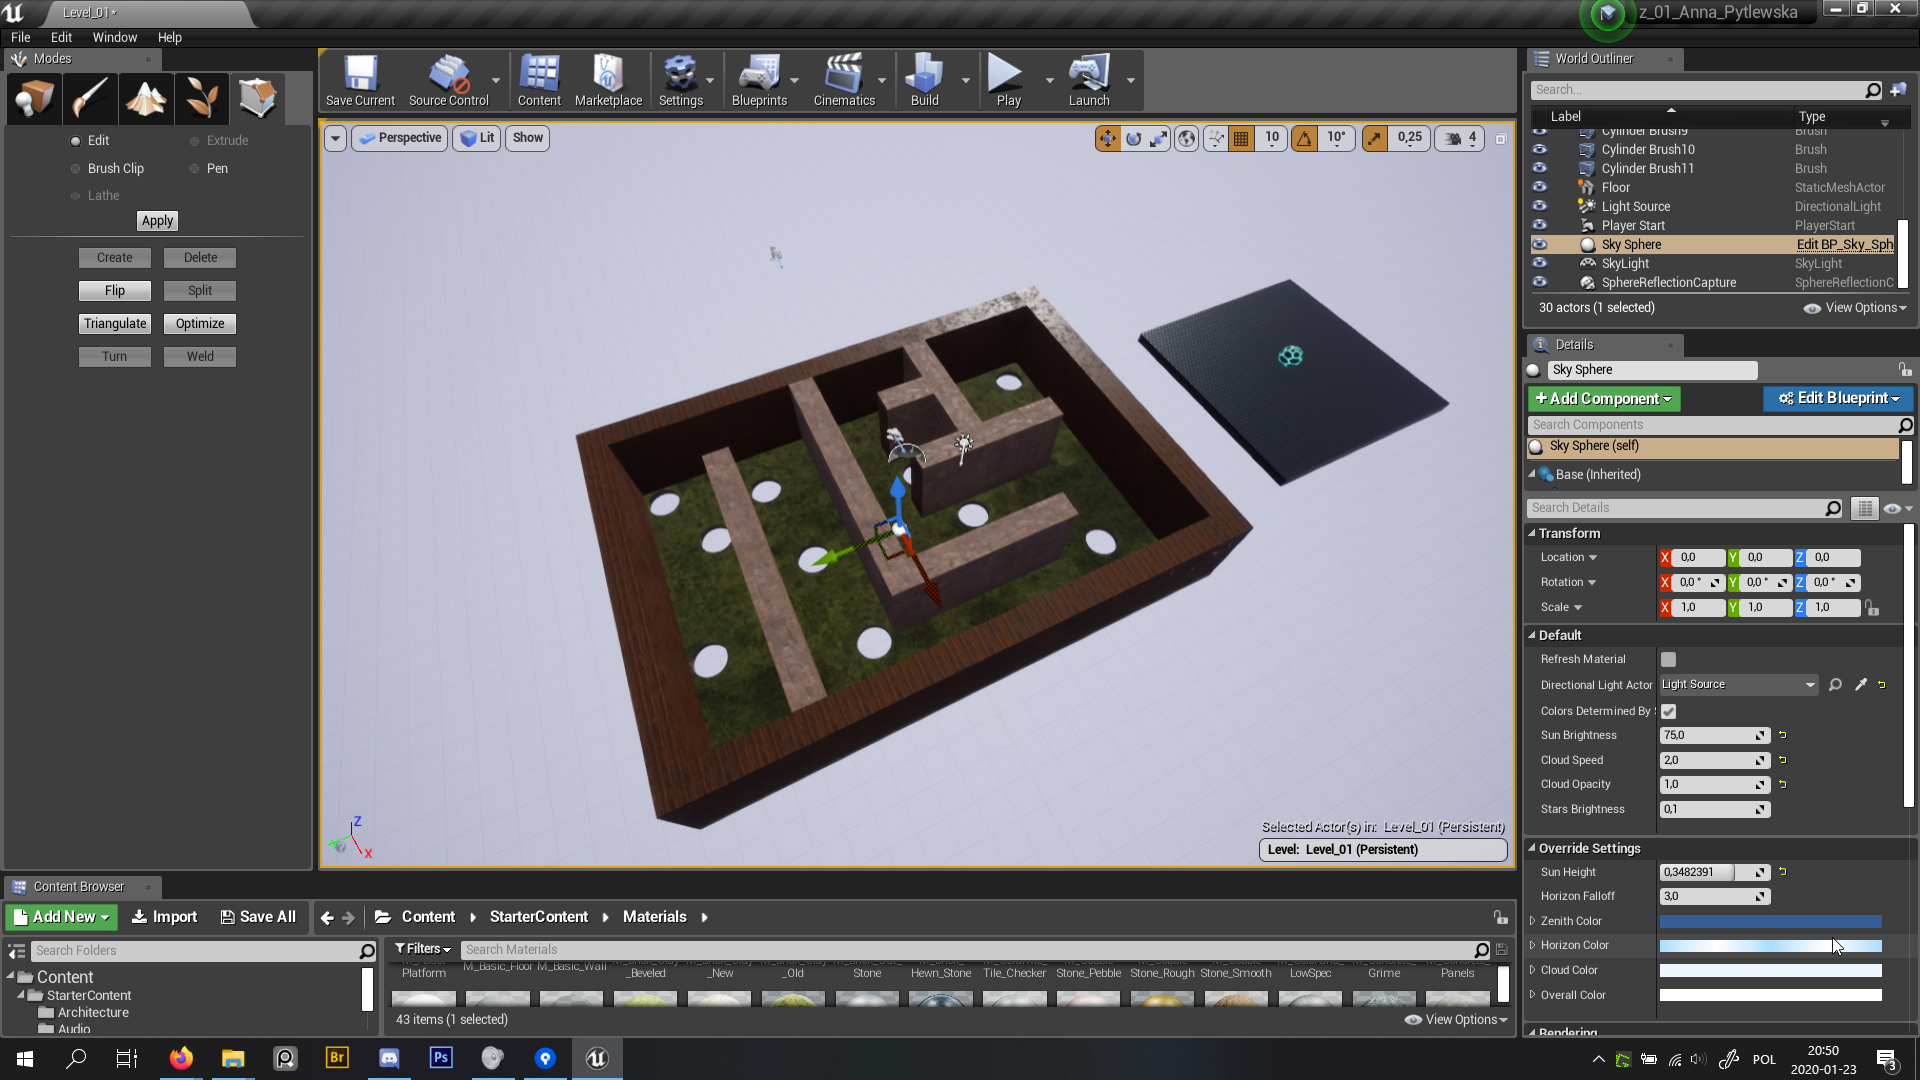 Level_01*
z_01_Anna_Pytlewska
File Edit Window Help
Modes
Edit
Extrude
Brush Clip
Pen
Lathe
Apply
Create
Delete
Flip
Split
Triangulate
Optimize
Turn
Weld
Save Current
Source Control
Content
Marketplace
Settings
Blueprints
Cinematics
Build
Play
Launch
Perspective
Lit
Show
10
10°
0,25
4
Z
X
Selected Actor(s) in: Level_01 (Persistent)
Level: Level_01 (Persistent)
World Outliner
Search...
Label
Type
Cylinder Brush9 Brush
Cylinder Brush10 Brush
Cylinder Brush11 Brush
Floor StaticMeshActor
Light Source DirectionalLight
Player Start PlayerStart
Sky Sphere Edit BP_Sky_Sph
SkyLight SkyLight
SphereReflectionCapture SphereReflectionC
30 actors (1 selected)
View Options
Details
Sky Sphere
+ Add Component
Edit Blueprint
Search Components
Sky Sphere (self)
Base (Inherited)
Search Details
Transform
Location X 0,0 Y 0,0 Z 0,0
Rotation X 0,0 ° Y 0,0 ° Z 0,0 °
Scale X 1,0 Y 1,0 Z 1,0
Default
Refresh Material
Directional Light Actor Light Source
Colors Determined By
Sun Brightness 75,0
Cloud Speed 2,0
Cloud Opacity 1,0
Stars Brightness 0,1
Override Settings
Sun Height 0,3482391
Horizon Falloff 3,0
Zenith Color
Horizon Color
Cloud Color
Overall Color
Rendering
Content Browser
Add New
Import
Save All
Content
StarterContent
Materials
Search Folders
Content
StarterContent
Architecture
Audio
Filters
Search Materials
Platform
M_Basic_Floor
M_Basic_Wall
_Beveled
_New
_Old
Stone
Hewn_Stone
Tile_Checker
Stone_Pebble
Stone_Rough
Stone_Smooth
LowSpec
Grime
Panels
43 items (1 selected)
View Options
Br
Ps
POL
20:50
2020-01-23
3